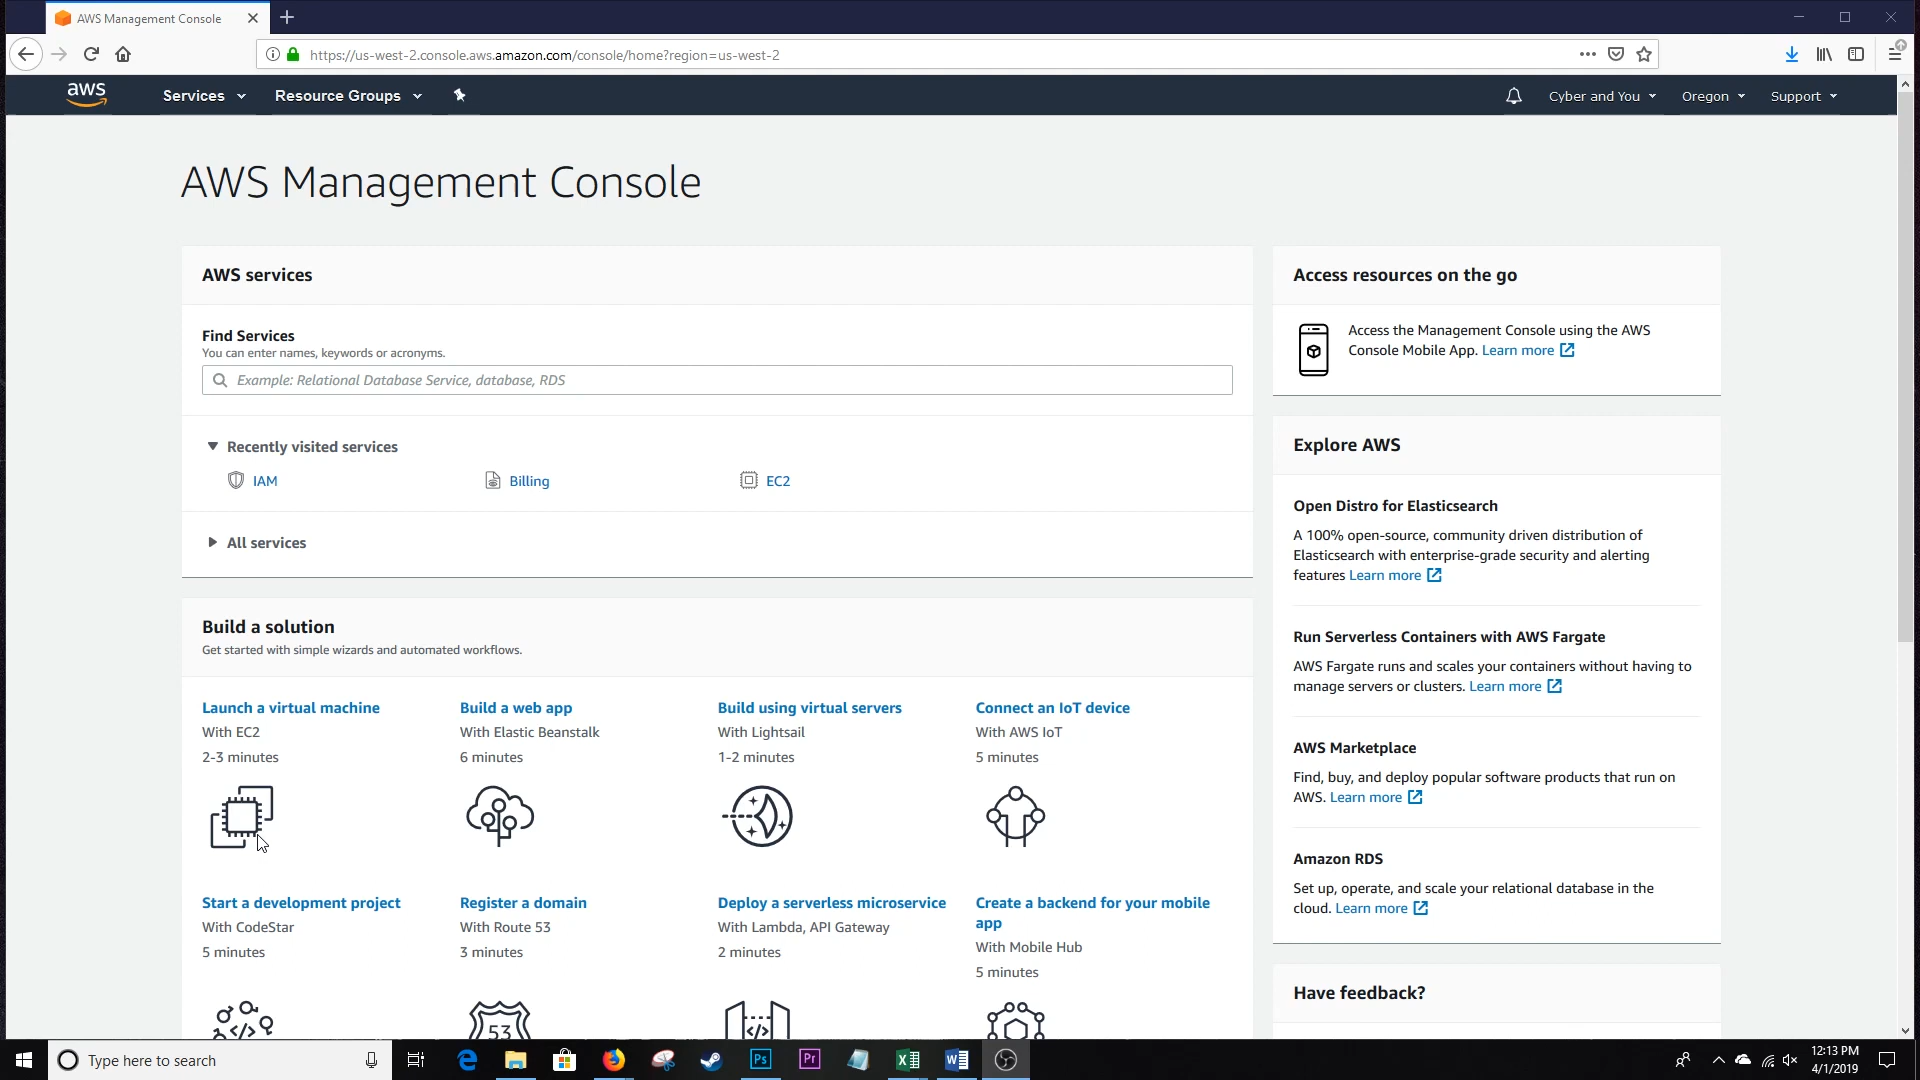 AWS Management Console
https://us-west-2.console.aws.amazon.com/console/home?region=us-west-2
aws
Services
Resource Groups
Cyber and You
Oregon
Support
AWS Management Console
AWS services
Find Services
You can enter names, keywords or acronyms.
Example: Relational Database Service, database, RDS
Recently visited services
IAM
Billing
EC2
All services
Build a solution
Get started with simple wizards and automated workflows.
Launch a virtual machine
With EC2
2-3 minutes
Build a web app
With Elastic Beanstalk
6 minutes
Build using virtual servers
With Lightsail
1-2 minutes
Connect an IoT device
With AWS IoT
5 minutes
Start a development project
With CodeStar
5 minutes
Register a domain
With Route 53
3 minutes
53
Deploy a serverless microservice
With Lambda, API Gateway
2 minutes
Create a backend for your mobile
app
With Mobile Hub
5 minutes
Access resources on the go
Access the Management Console using the AWS
Console Mobile App. Learn more
Explore AWS
Open Distro for Elasticsearch
A 100% open-source, community driven distribution of
Elasticsearch with enterprise-grade security and alerting
features Learn more
Run Serverless Containers with AWS Fargate
AWS Fargate runs and scales your containers without having to
manage servers or clusters. Learn more
AWS Marketplace
Find, buy, and deploy popular software products that run on
AWS. Learn more
Amazon RDS
Set up, operate, and scale your relational database in the
cloud. Learn more
Have feedback?
Type here to search
Ps
Pr
12:13 PM
4/1/2019